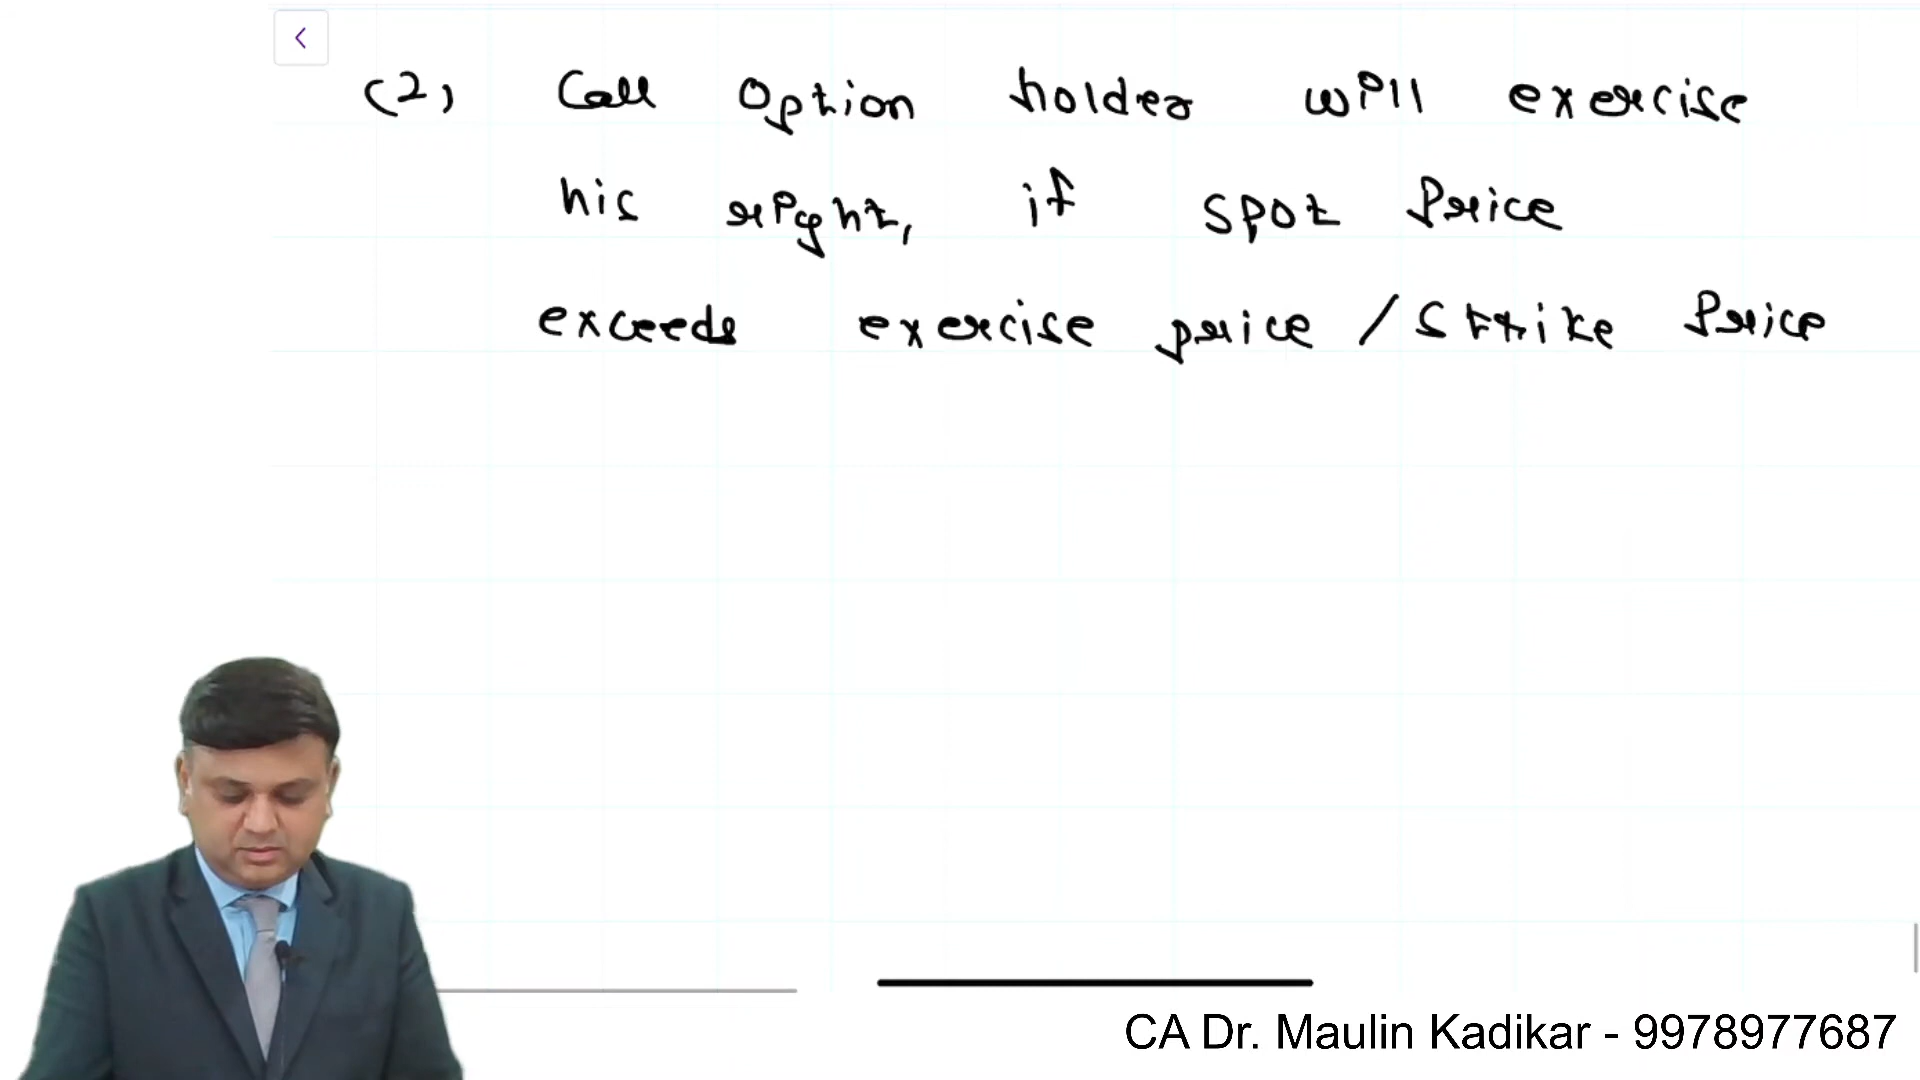 (2) Call Option holder will exercise
his right, if spot Price
exceeds exercise price / Strike Price
CA Dr. Maulin Kadikar - 9978977687